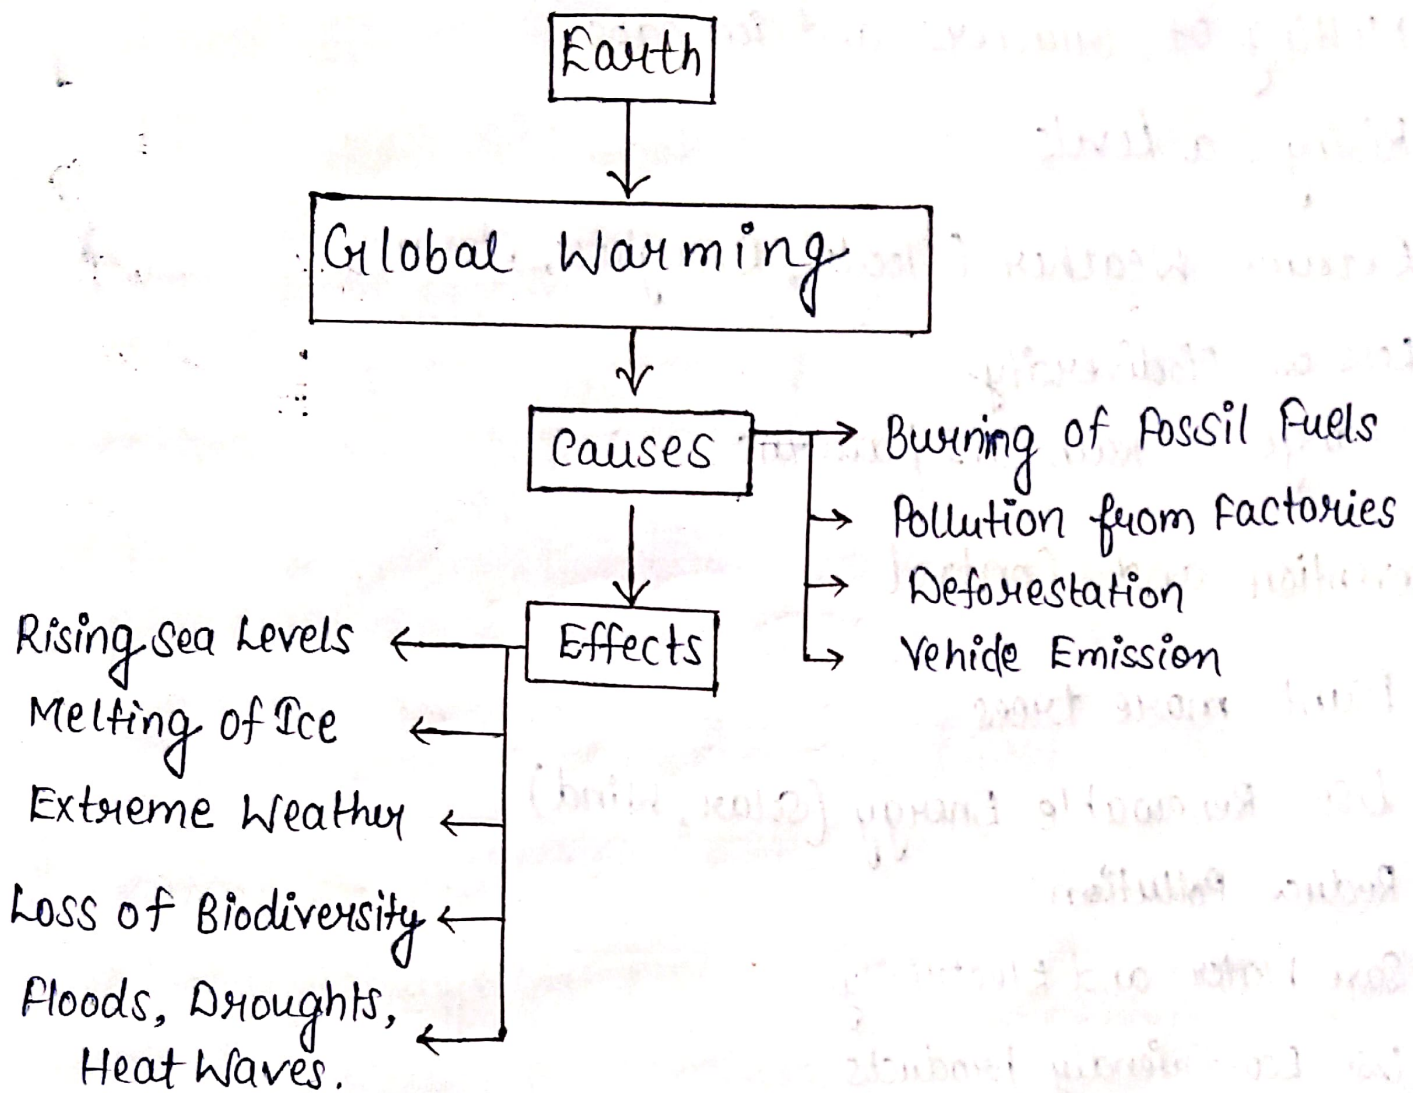 Earth
Global Warming
Causes
Burning of Fossil Fuels
Pollution from Factories
Deforestation
Vehicle Emission
Effects
Rising Sea Levels
Melting of Ice
Extreme Weather
Loss of Biodiversity
Floods, Droughts,
Heat Waves.